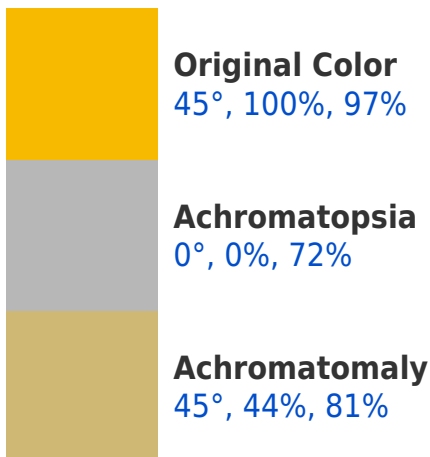 Original Color
45°, 100%, 97%
Achromatopsia
0°, 0%, 72%
Achromatomaly
45°, 44%, 81%